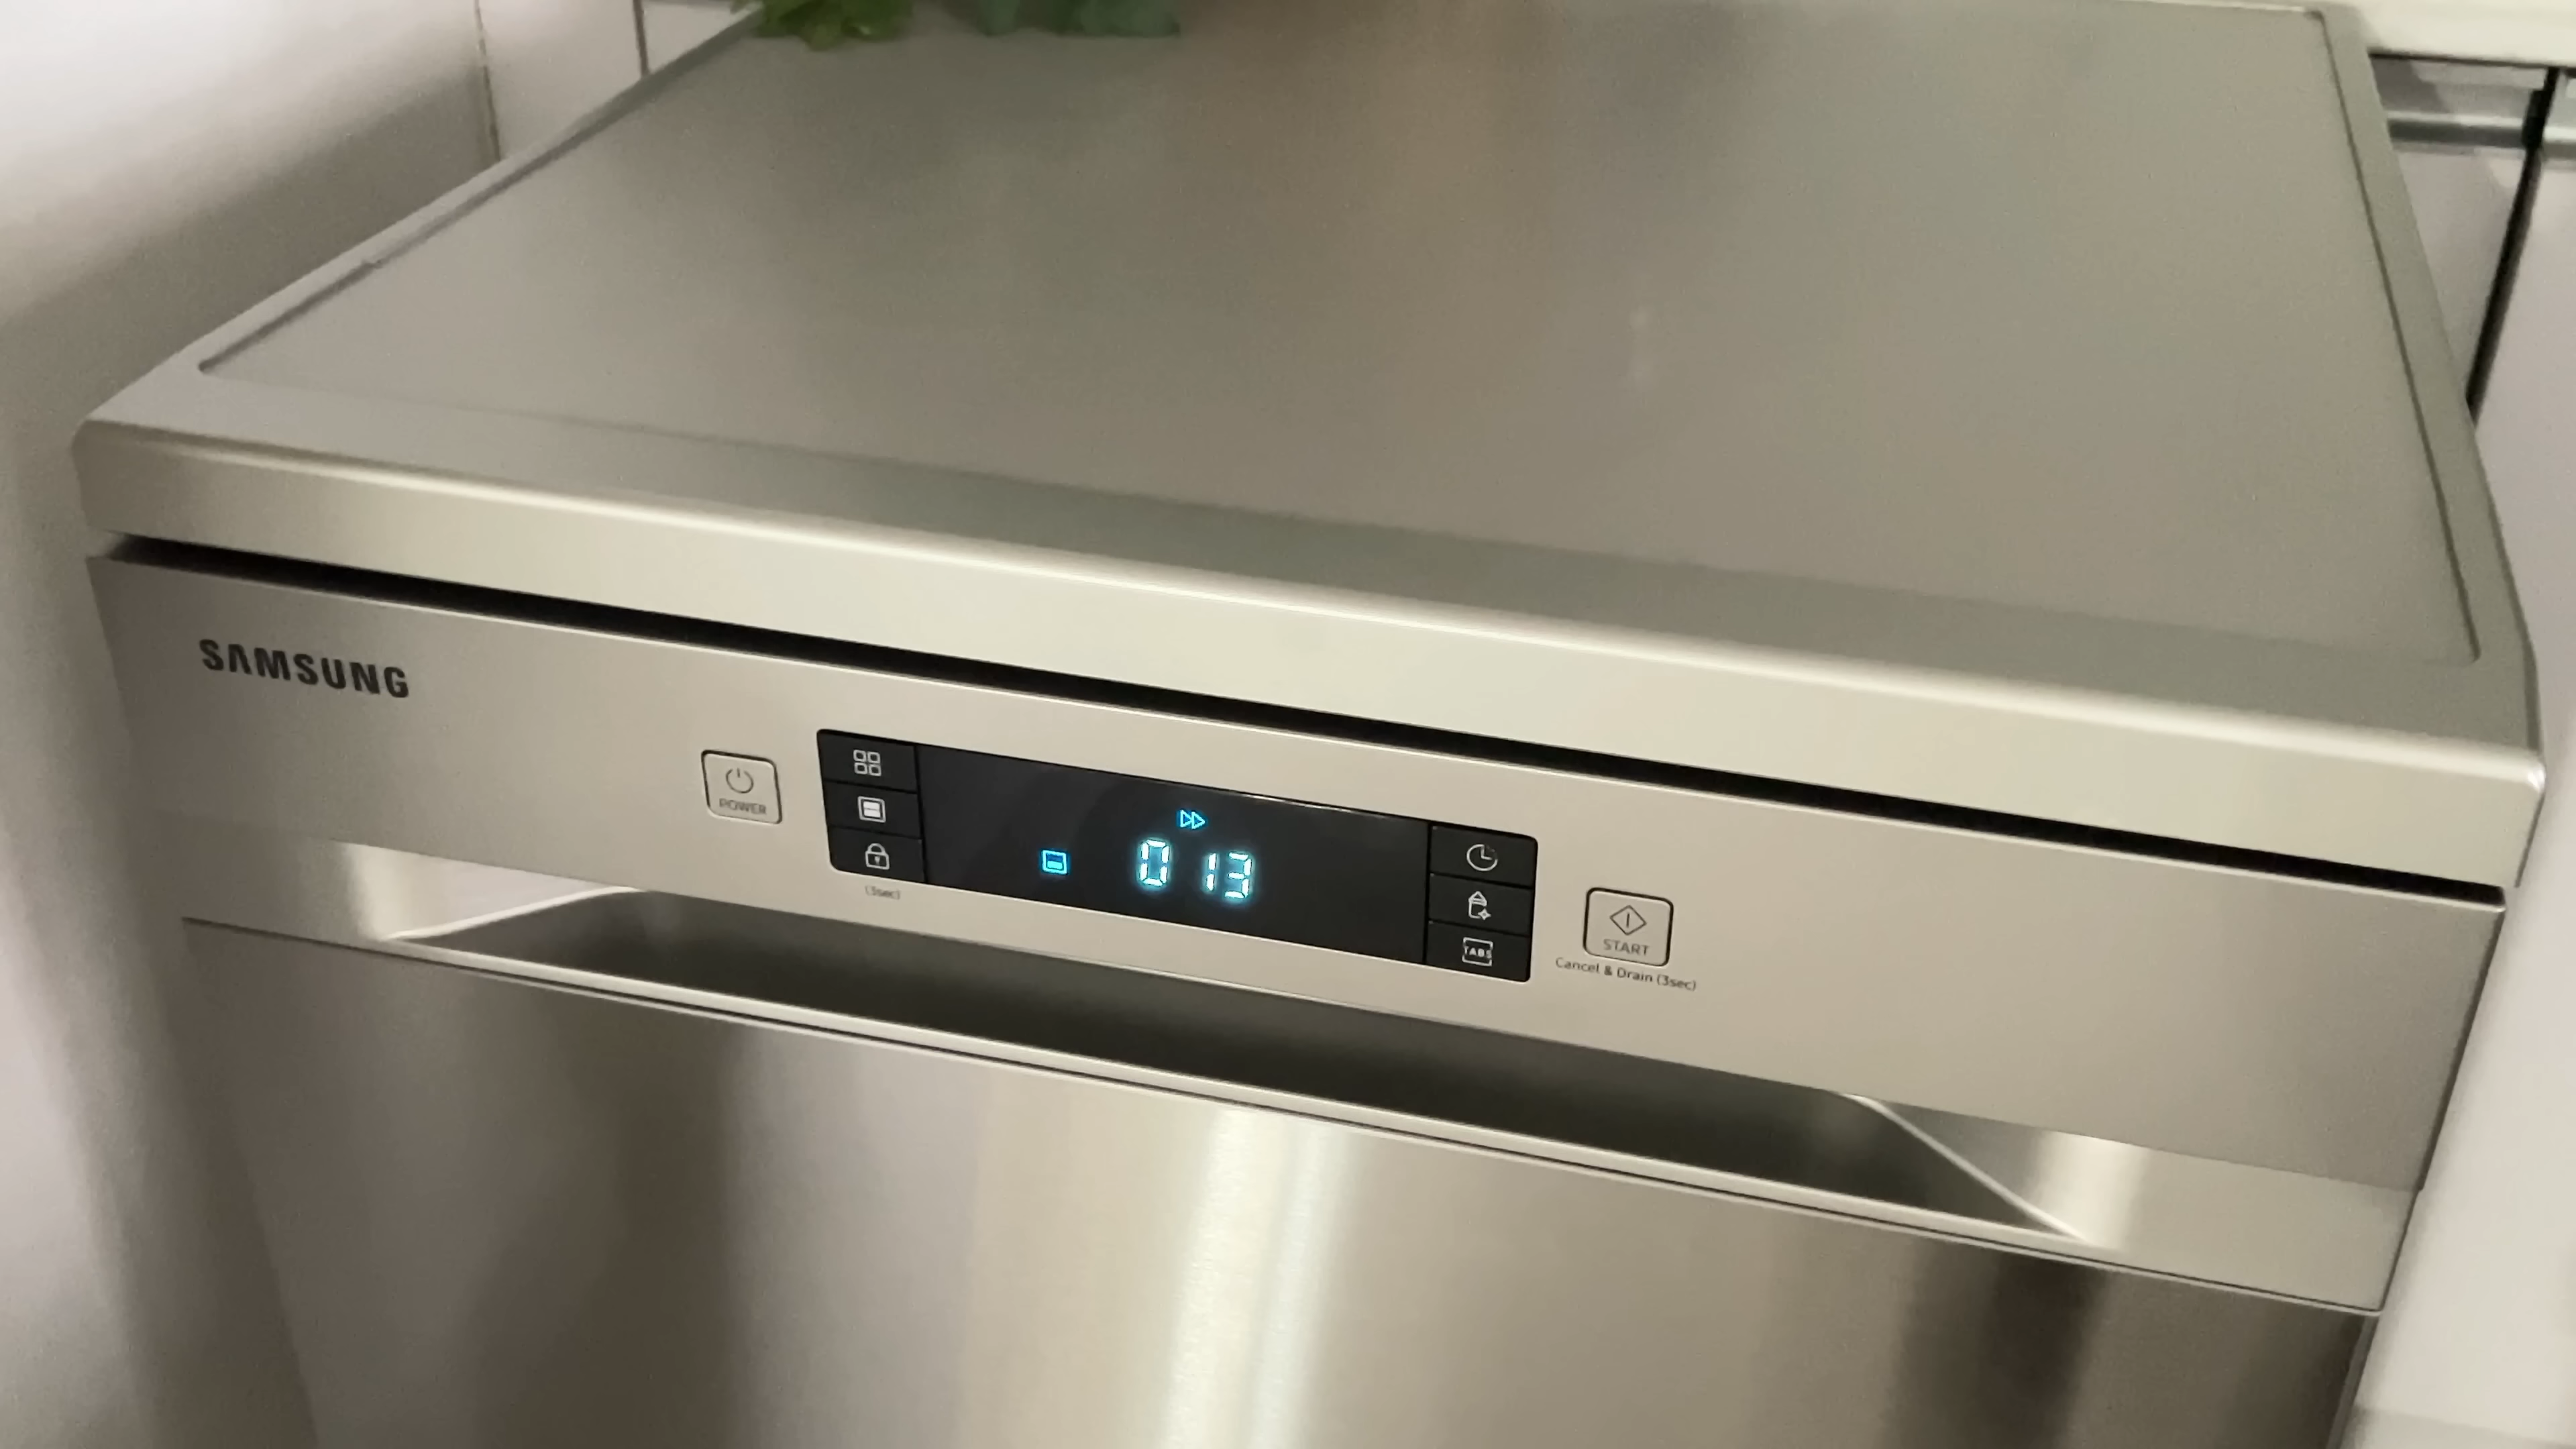 SAMSUNG
POWER
(3sec)
0 13
TABS
START
Cancel & Drain (3sec)